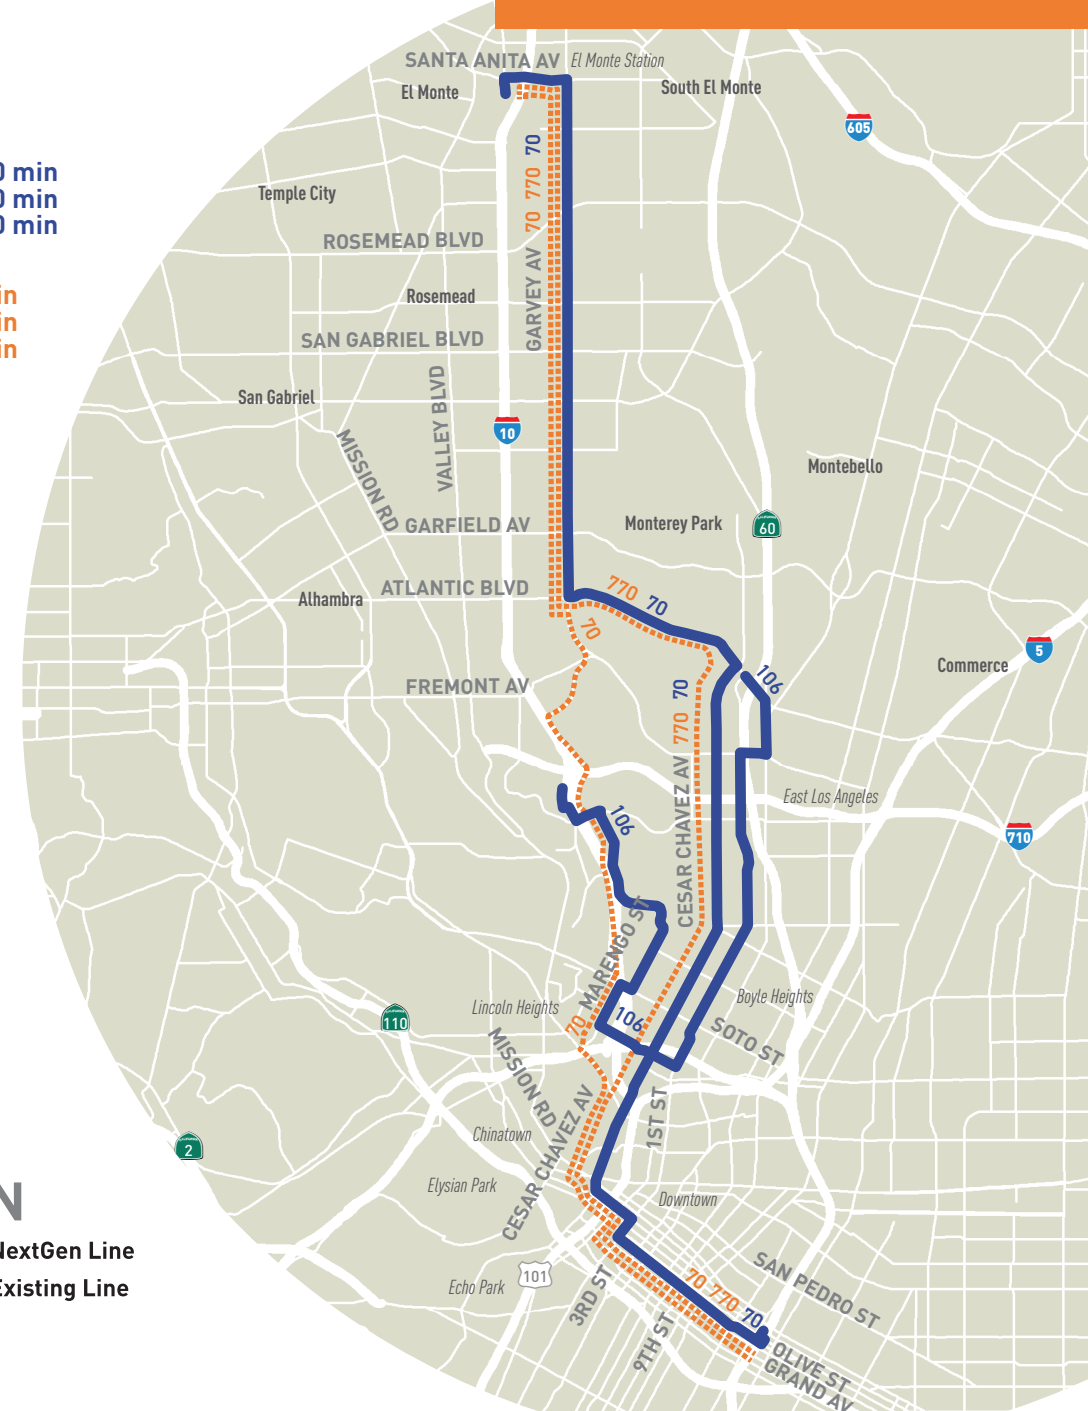 SANTA ANITA AV
El Monte Station
El Monte
South El Monte
605
70 770 70
min
min
min
Temple City
ROSEMEAD BLVD
GARVEY AV
Rosemead
SAN GABRIEL BLVD
VALLEY BLVD
San Gabriel
10
MISSION RD
Montebello
GARFIELD AV
Monterey Park
CALIFORNIA
60
ATLANTIC BLVD
Alhambra
770 70
70
5
Commerce
106
FREMONT AV
770 70
CESAR CHAVEZ AV
East Los Angeles
106
710
MARENGO ST
Boyle Heights
Lincoln Heights
CALIFORNIA
110
70
106
SOTO ST
MISSION RD
1ST ST
CESAR CHAVEZ AV
Chinatown
CALIFORNIA
2
Elysian Park
Downtown
NextGen Line
Existing Line
Echo Park
101
3RD ST
9TH ST
70 770 70
SAN PEDRO ST
OLIVE ST
GRAND AV